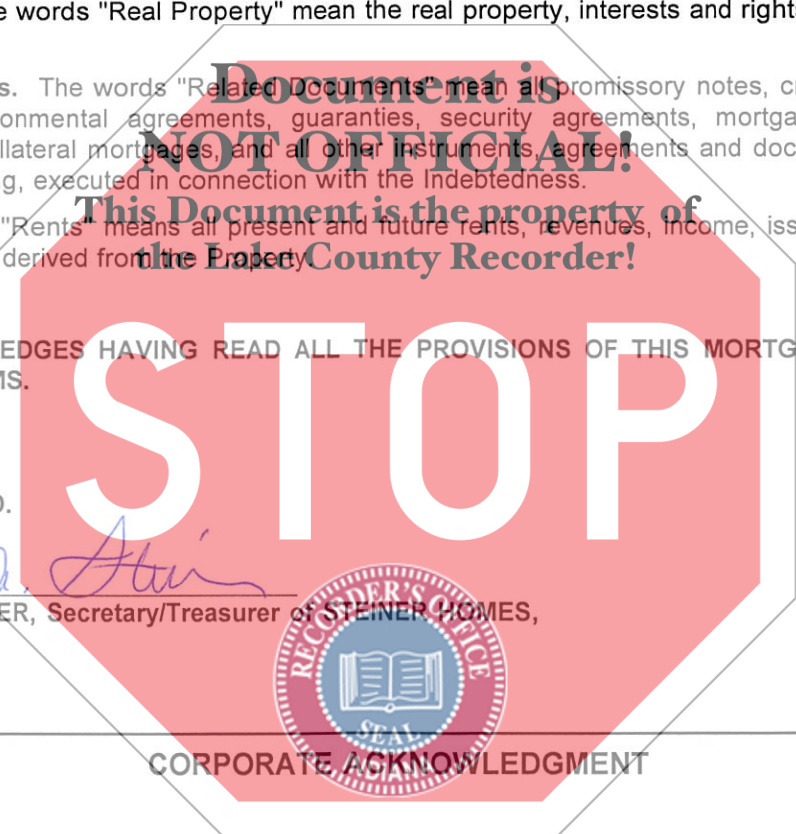 e words "Real Property" mean the real property, interests and rights
Document is
s. The words "Related Documents" mean all promissory notes, c
onmental agreements, guaranties, security agreements, mortga
NOT OFFICIAL!
llateral mortgages, and all other instruments, agreements and doc
g, executed in connection with the Indebtedness.
This Document is the property of
"Rents" means all present and future rents, revenues, income, iss
derived from the Property.
the Lake County Recorder!
EDGES HAVING READ ALL THE PROVISIONS OF THIS MORTG
MS.
STOP
ER, Secretary/Treasurer of STEINER HOMES,
RECORDER'S OFFICE
SEAL
CORPORATE ACKNOWLEDGMENT